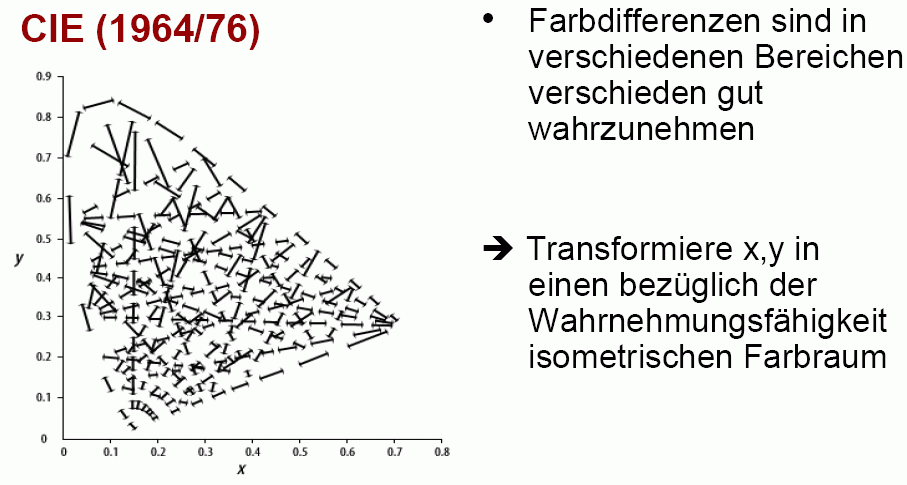 CIE (1964/76)
0.9
0.8
0.7
0.6
0.5
0.4
0.3
0.2
0.1
0
y
0 0.1 0.2 0.3 0.4 0.5 0.6 0.7 0.8
x
• Farbdifferenzen sind in
verschiedenen Bereichen
verschieden gut
wahrzunehmen
➔ Transformiere x,y in
einen bezüglich der
Wahrnehmungsfähigkeit
isometrischen Farbraum